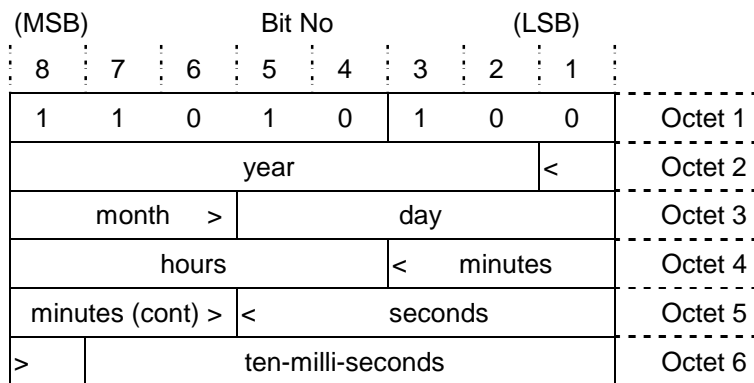 (MSB) Bit No (LSB)
8 7 6 5 4 3 2 1
1 1 0 1 0 1 0 0 Octet 1
year < Octet 2
month > day Octet 3
hours < minutes Octet 4
minutes (cont) > < seconds Octet 5
> ten-milli-seconds Octet 6